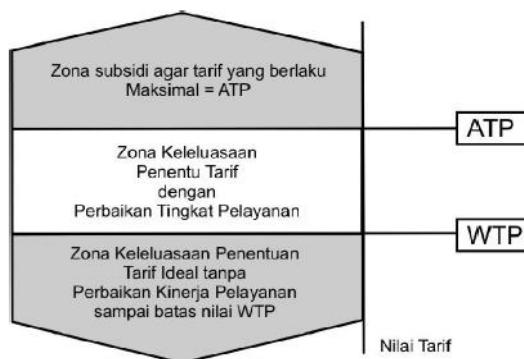 Zona subsidi agar tarif yang berlaku
Maksimal = ATP
ATP
Zona Keleluasaan
Penentu Tarif
dengan
Perbaikan Tingkat Pelayanan
WTP
Zona Keleluasaan Penentuan
Tarif Ideal tanpa
Perbaikan Kinerja Pelayanan
sampai batas nilai WTP
Nilai Tarif